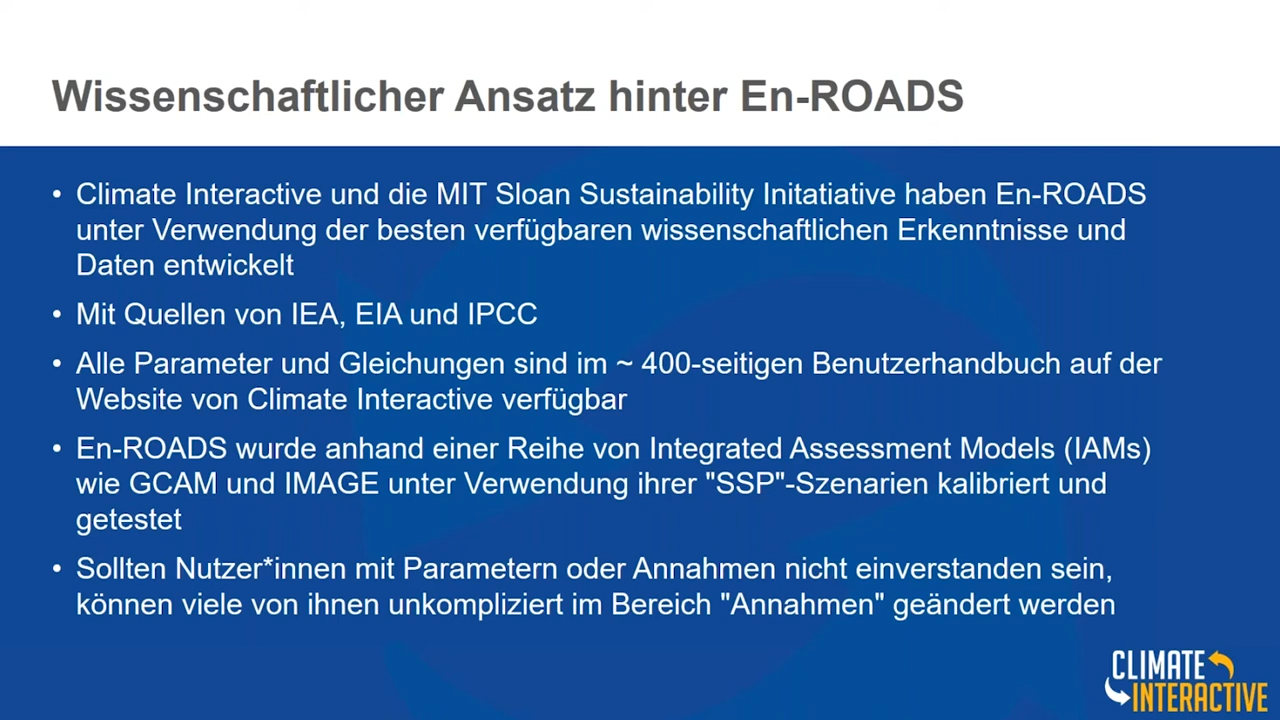 Wissenschaftlicher Ansatz hinter En-ROADS
• Climate Interactive und die MIT Sloan Sustainability Initatiative haben En-ROADS
unter Verwendung der besten verfügbaren wissenschaftlichen Erkenntnisse und
Daten entwickelt
• Mit Quellen von IEA, EIA und IPCC
• Alle Parameter und Gleichungen sind im ~ 400-seitigen Benutzerhandbuch auf der
Website von Climate Interactive verfügbar
• En-ROADS wurde anhand einer Reihe von Integrated Assessment Models (IAMs)
wie GCAM und IMAGE unter Verwendung ihrer "SSP"-Szenarien kalibriert und
getestet
• Sollten Nutzer*innen mit Parametern oder Annahmen nicht einverstanden sein,
können viele von ihnen unkompliziert im Bereich "Annahmen" geändert werden
CLIMATE
INTERACTIVE